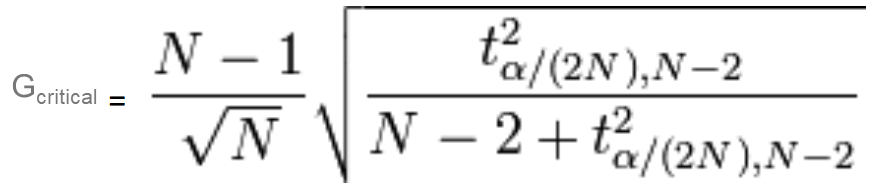 G_critical = \frac{N-1}{\sqrt{N}} \sqrt{\frac{t^2_{\alpha/(2N),N-2}}{N-2+t^2_{\alpha/(2N),N-2}}}